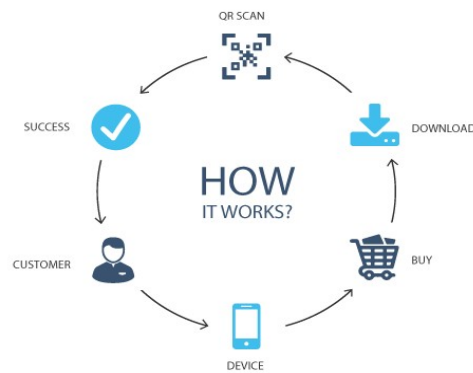 QR SCAN
SUCCESS
DOWNLOAD
HOW
IT WORKS?
CUSTOMER
BUY
DEVICE